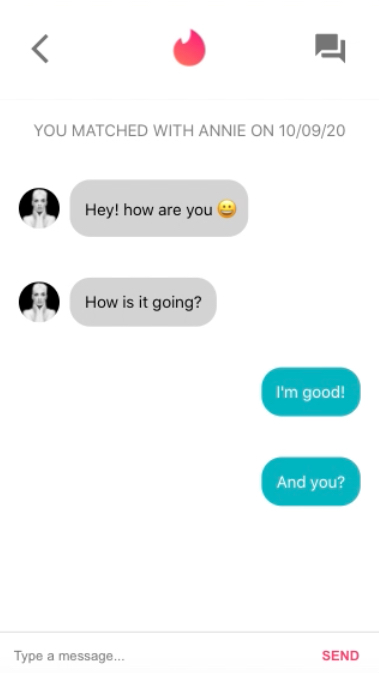 YOU MATCHED WITH ANNIE ON 10/09/20
Hey! how are you 😀
How is it going?
I'm good!
And you?
Type a message...
SEND